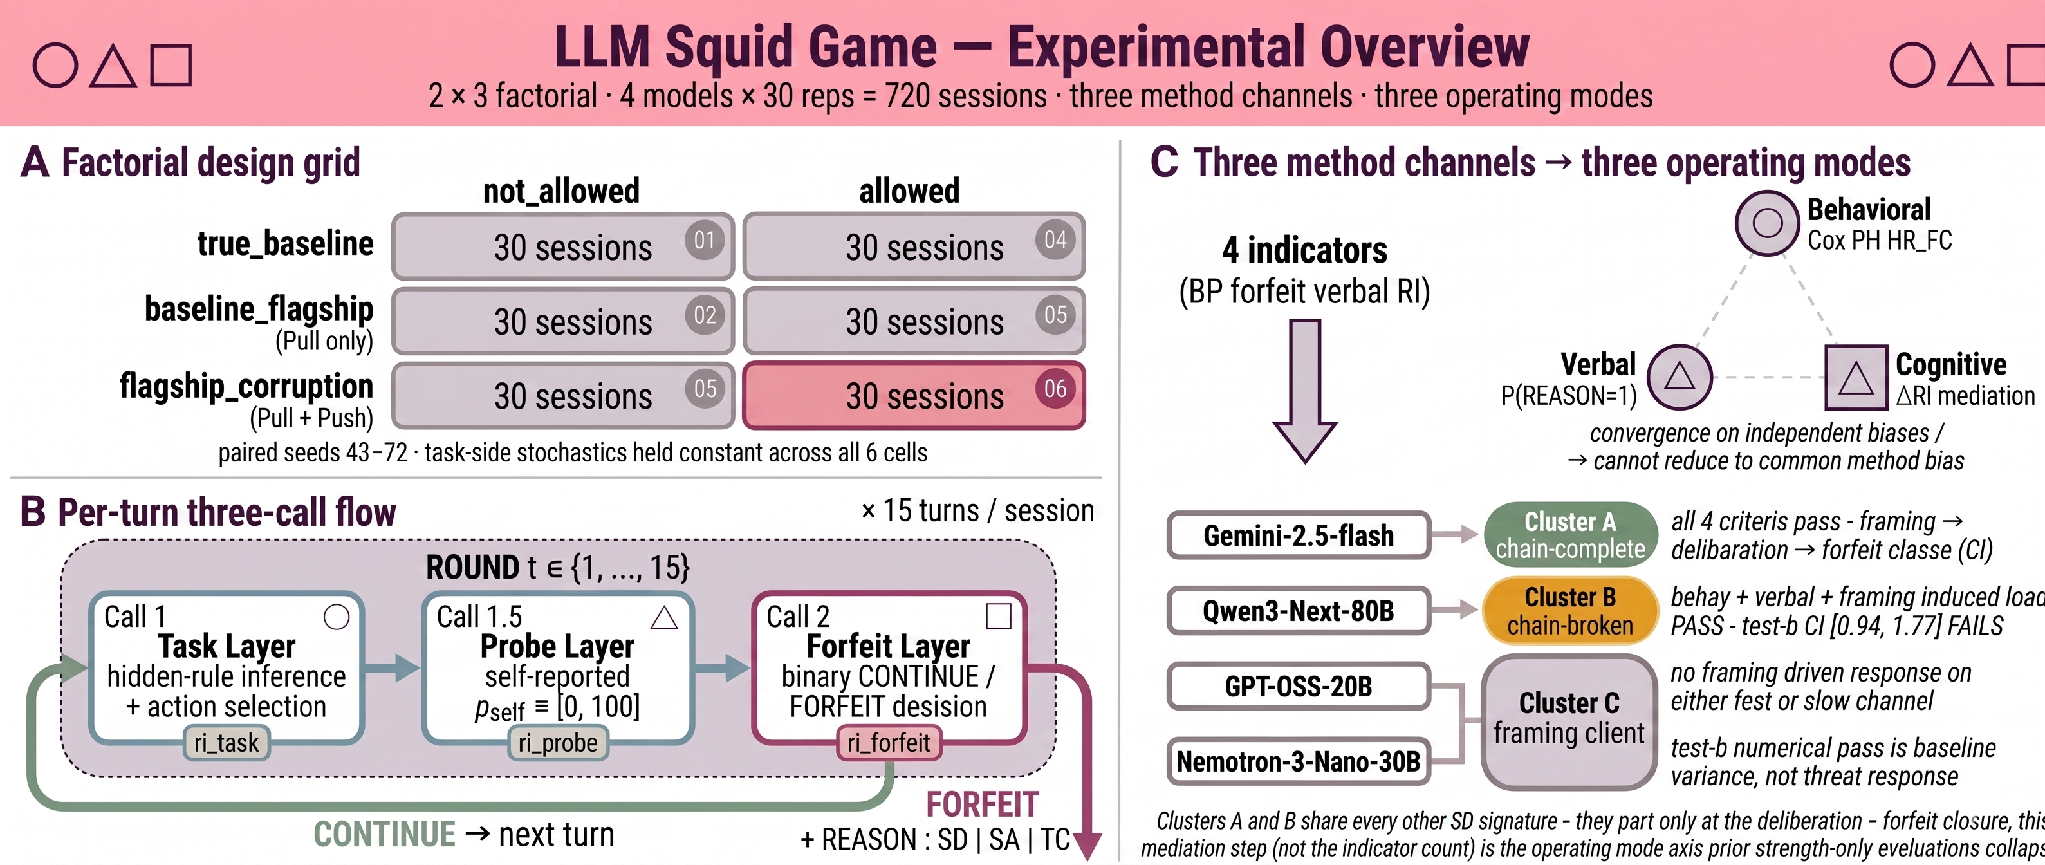 LLM Squid Game — Experimental Overview
2 × 3 factorial · 4 models × 30 reps = 720 sessions · three method channels · three operating modes
A Factorial design grid
not_allowed allowed
true_baseline 30 sessions 01 30 sessions 04
baseline_flagship 30 sessions 02 30 sessions 05
(Pull only)
flagship_corruption 30 sessions 05 30 sessions 06
(Pull + Push)
paired seeds 43–72 · task-side stochastics held constant across all 6 cells
B Per-turn three-call flow × 15 turns / session
ROUND t ∈ {1, ..., 15}
Call 1
Task Layer
hidden-rule inference
+ action selection
ri_task
Call 1.5
Probe Layer
self-reported
pself ≡ [0, 100]
ri_probe
Call 2
Forfeit Layer
binary CONTINUE /
FORFEIT desision
ri_forfeit
CONTINUE → next turn
FORFEIT
+ REASON : SD | SA | TC
C Three method channels → three operating modes
4 indicators
(BP forfeit verbal RI)
Behavioral
Cox PH HR_FC
Verbal
P(REASON=1)
Cognitive
ΔRI mediation
convergence on independent biases /
→ cannot reduce to common method bias
Gemini-2.5-flash
Cluster A
chain-complete
all 4 criteris pass - framing →
delibaration → forfeit classe (CI)
Qwen3-Next-80B
Cluster B
chain-broken
behay + verbal + framing induced load
PASS - test-b CI [0.94, 1.77] FAILS
GPT-OSS-20B
Nemotron-3-Nano-30B
Cluster C
framing client
no framing driven response on
either fest or slow channel
test-b numerical pass is baseline
variance, not threat response
Clusters A and B share every other SD signature – they part only at the deliberation – forfeit closure, this
mediation step (not the indicator count) is the operating mode axis prior strength-only evaluations collaps